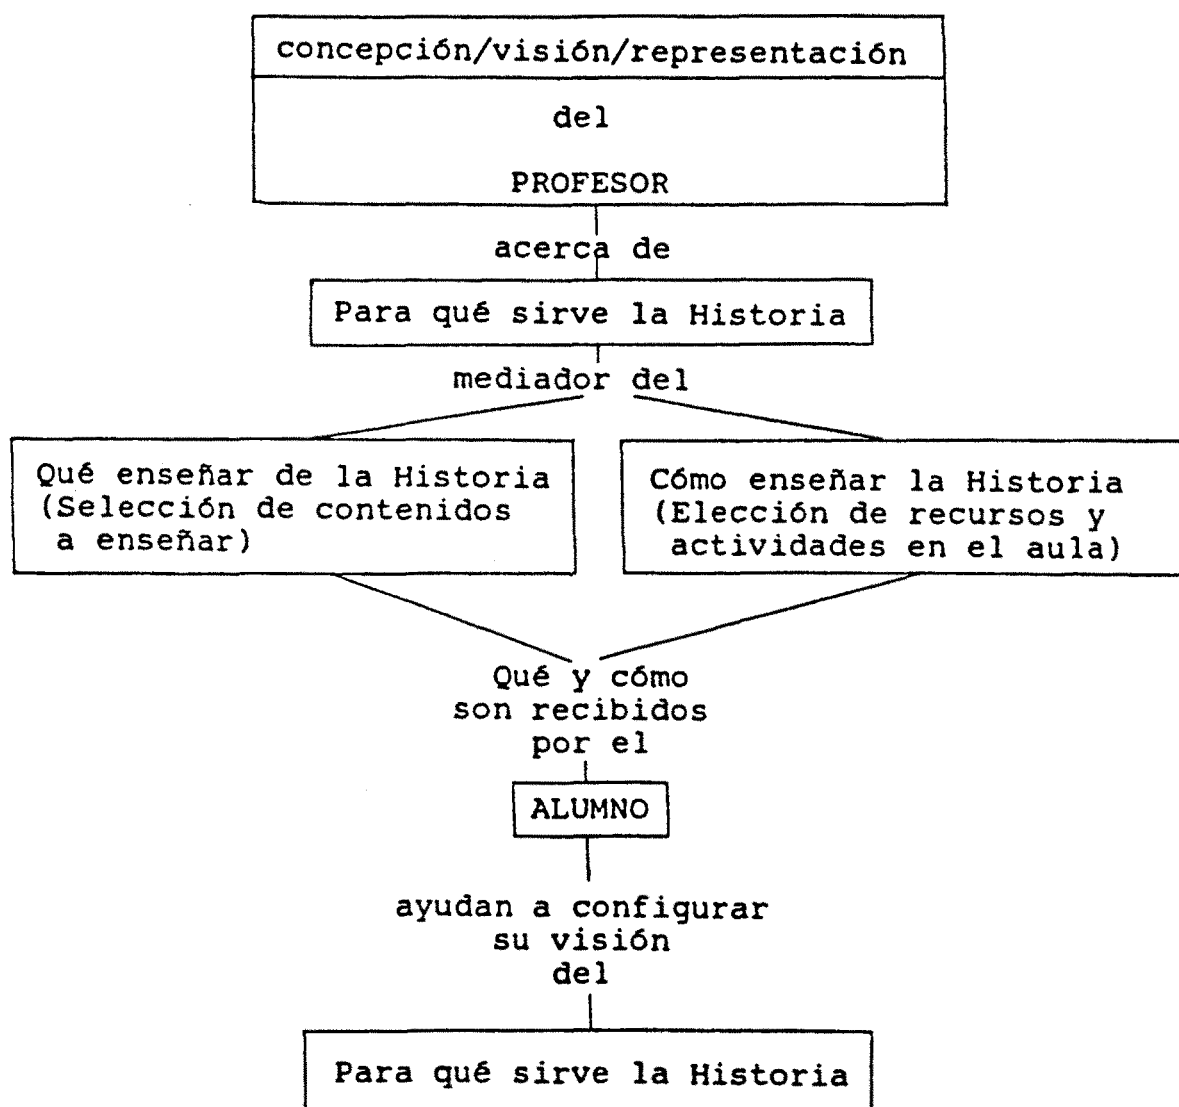 concepción/visión/representación
del
PROFESOR
acerca de
Para qué sirve la Historia
mediador del
Qué enseñar de la Historia
(Selección de contenidos
a enseñar)
Cómo enseñar la Historia
(Elección de recursos y
actividades en el aula)
Qué y cómo
son recibidos
por el
ALUMNO
ayudan a configurar
su visión
del
Para qué sirve la Historia